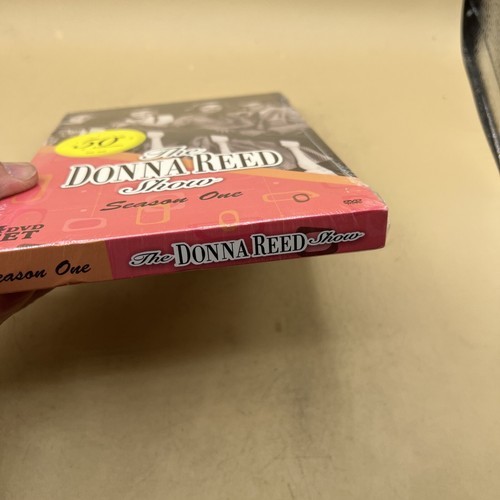 50th
The
DONNA REED
Show
Season One
DVD
SET
Season One
The DONNA REED Show